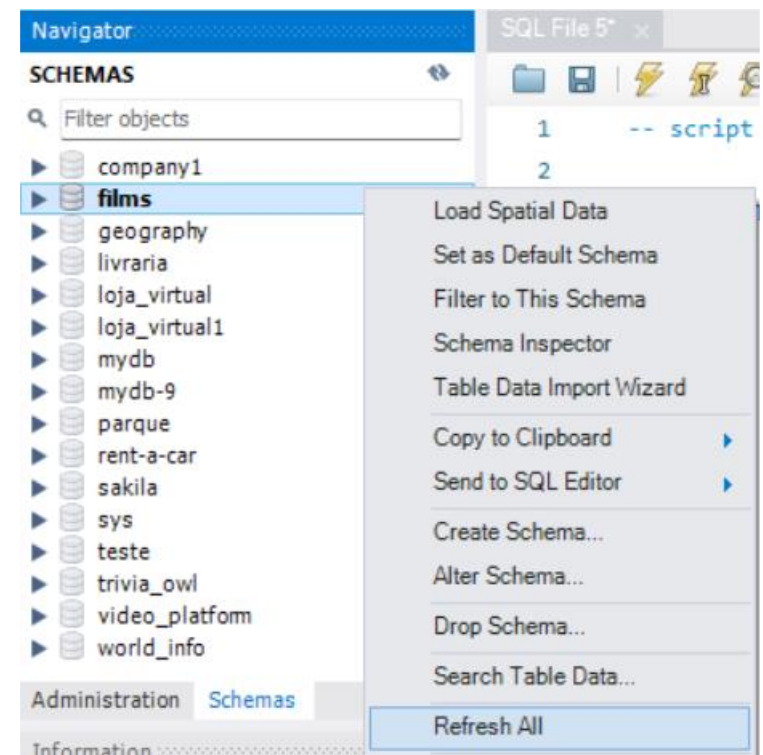 Navigator
SQL File 5* ×
SCHEMAS
Filter objects
1 -- script
2
company1
films
geography
livraria
loja_virtual
loja_virtual1
mydb
mydb-9
parque
rent-a-car
sakila
sys
teste
trivia_owl
video_platform
world_info
Load Spatial Data
Set as Default Schema
Filter to This Schema
Schema Inspector
Table Data Import Wizard
Copy to Clipboard
Send to SQL Editor
Create Schema...
Alter Schema...
Drop Schema...
Search Table Data...
Refresh All
Administration Schemas
Information